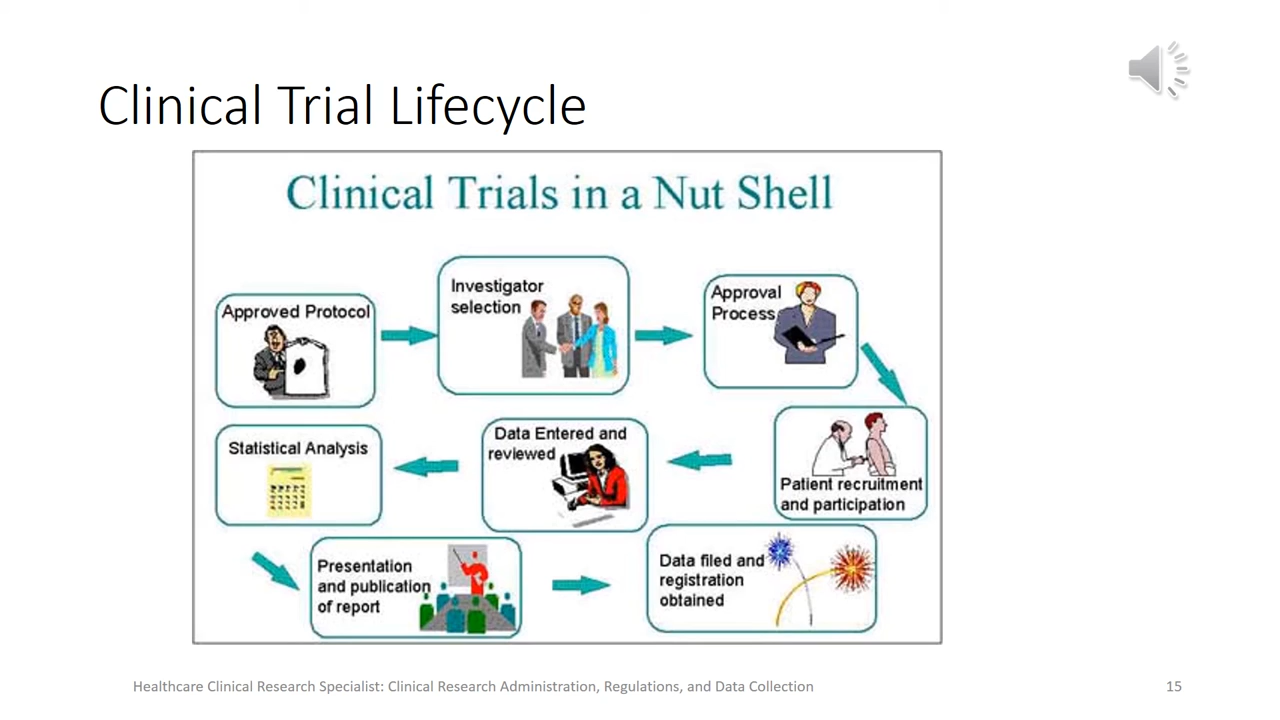 Clinical Trial Lifecycle
Clinical Trials in a Nut Shell
Approved Protocol
Investigator
selection
Approval
Process
Patient recruitment
and participation
Data Entered and
reviewed
Statistical Analysis
Presentation
and publication
of report
Data filed and
registration
obtained
Healthcare Clinical Research Specialist: Clinical Research Administration, Regulations, and Data Collection
15